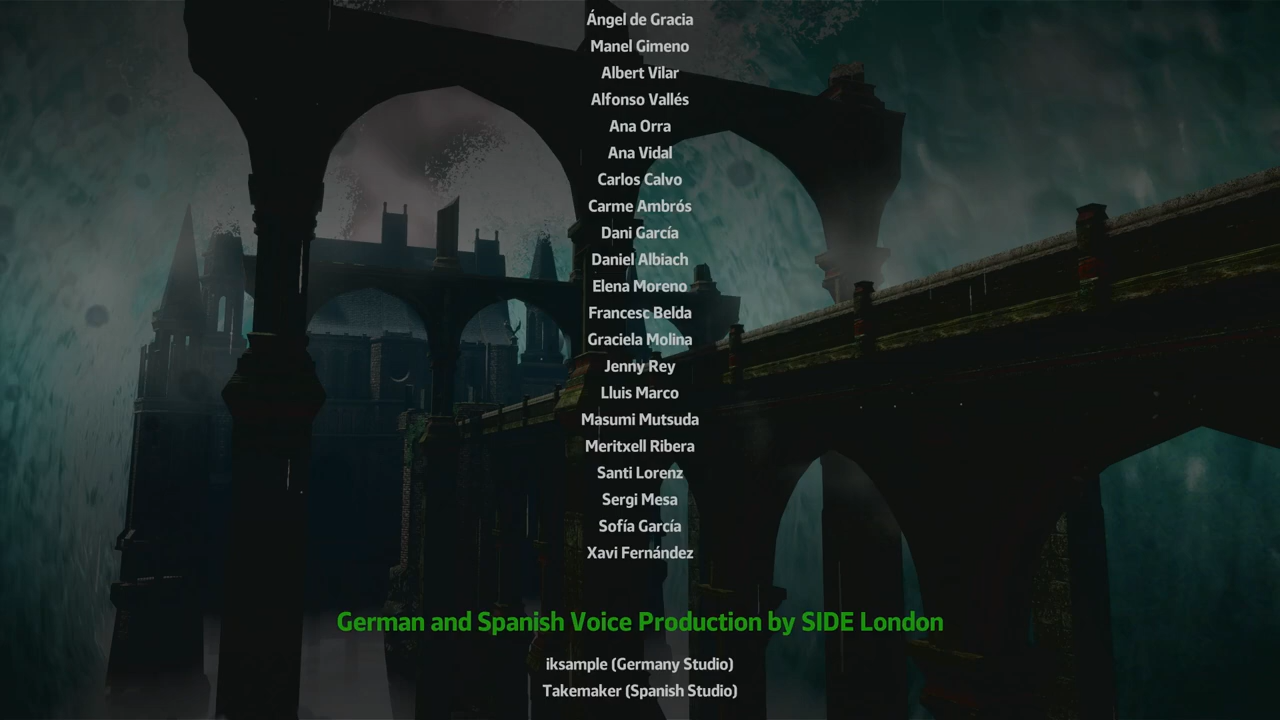 Ángel de Gracia
Manel Gimeno
Albert Vilar
Alfonso Vallés
Ana Orra
Ana Vidal
Carlos Calvo
Carme Ambrós
Dani García
Daniel Albiach
Elena Moreno
Francesc Belda
Graciela Molina
Jenny Rey
Lluis Marco
Masumi Mutsuda
Meritxell Ribera
Santi Lorenz
Sergi Mesa
Sofía García
Xavi Fernández
German and Spanish Voice Production by SIDE London
iksample (Germany Studio)
Takemaker (Spanish Studio)